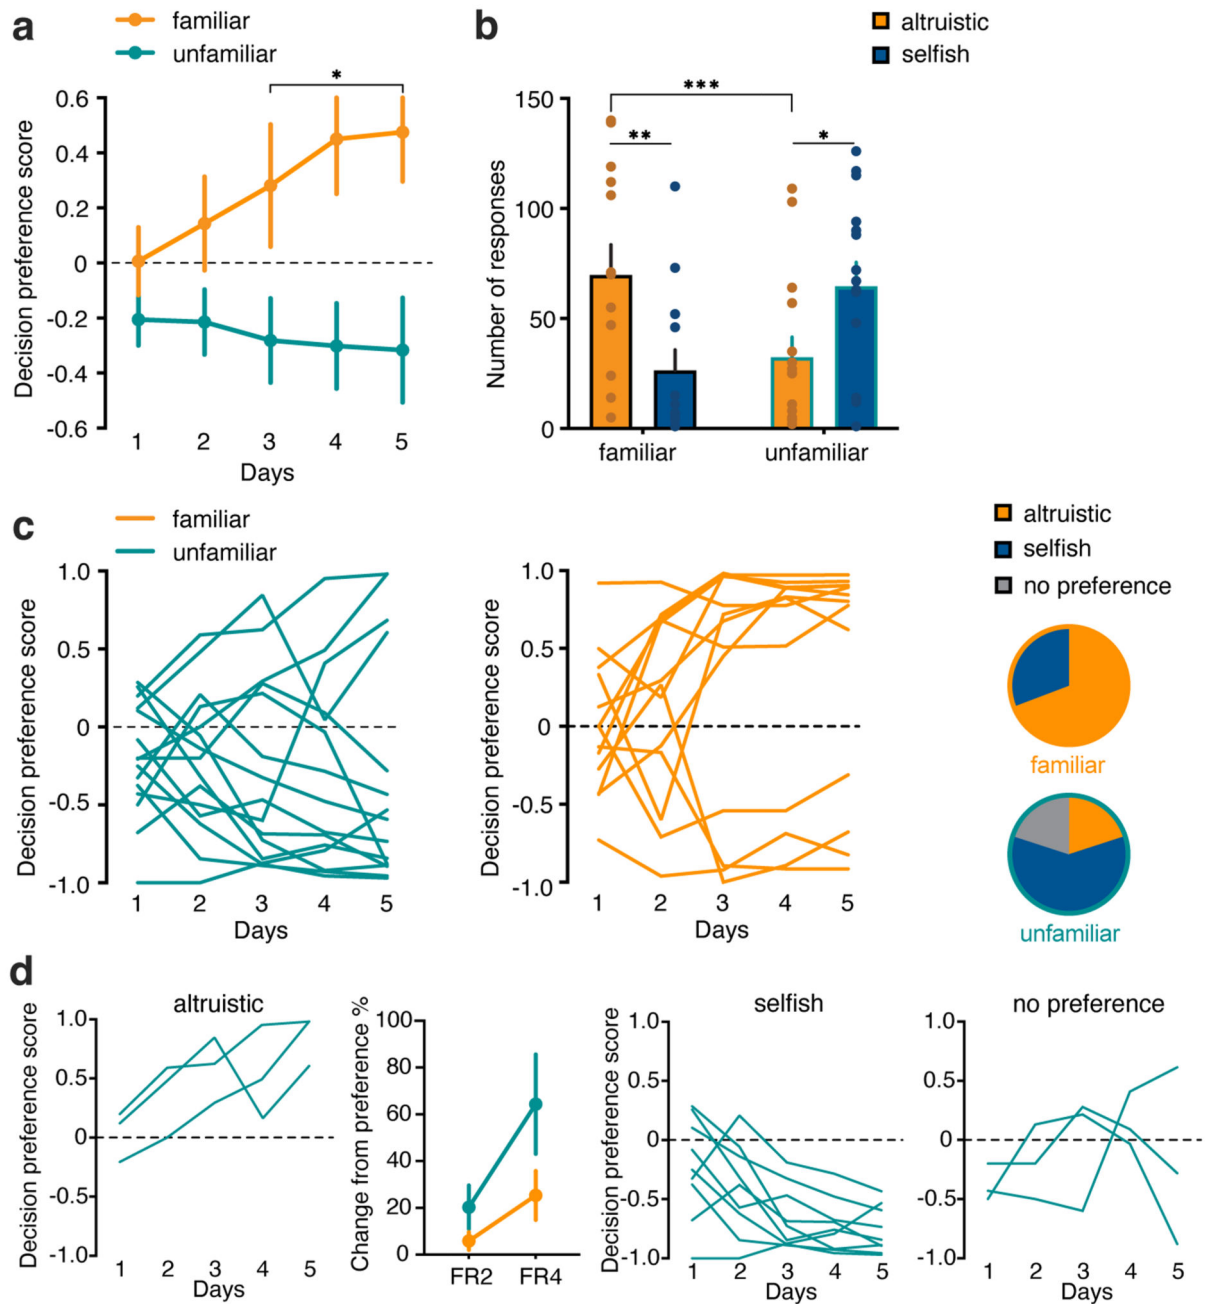 a
familiar
unfamiliar
*
Decision preference score
0.6
0.4
0.2
0
-0.2
-0.4
-0.6
1 2 3 4 5
Days
b
altruistic
selfish
***
** *
Number of responses
150
100
50
0
familiar unfamiliar
c
familiar
unfamiliar
Decision preference score
1.0
0.5
0
-0.5
-1.0
1 2 3 4 5
Days
Decision preference score
1.0
0.5
0
-0.5
-1.0
1 2 3 4 5
Days
altruistic
selfish
no preference
familiar
unfamiliar
d
altruistic
Decision preference score
1.0
0.5
0
-0.5
-1.0
1 2 3 4 5
Days
Change from preference %
100
80
60
40
20
0
FR2 FR4
selfish
Decision preference score
1.0
0.5
0
-0.5
-1.0
1 2 3 4 5
Days
no preference
Decision preference score
1.0
0.5
0
-0.5
-1.0
1 2 3 4 5
Days